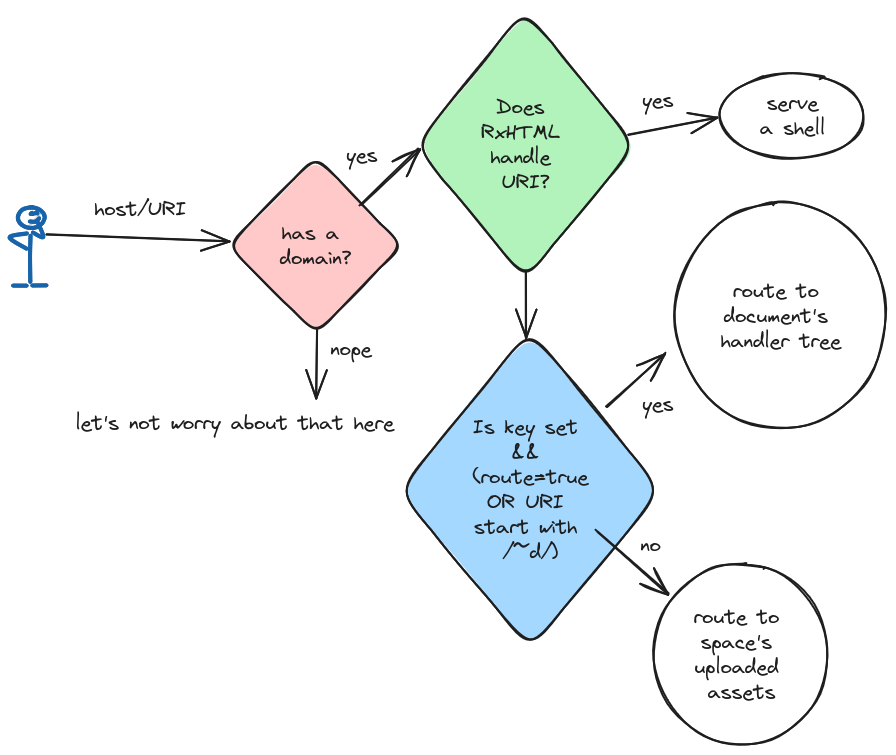 host/URI
has a
domain?
yes
nope
let's not worry about that here
Does
RxHTML
handle
URI?
yes
serve
a shell
Is key set
&&
(route=true
OR URI
start with
/~d/)
yes
route to
document's
handler tree
no
route to
space's
uploaded
assets